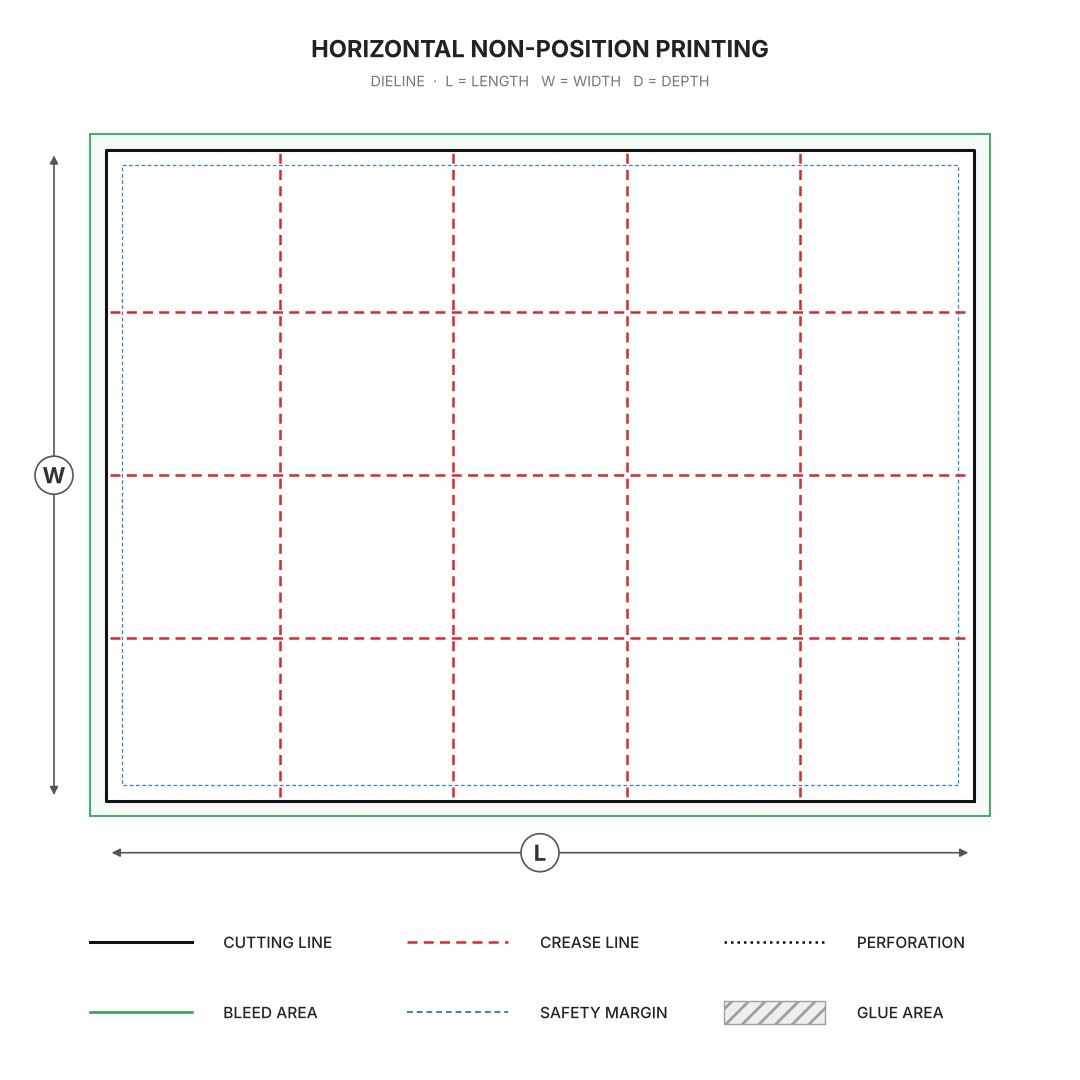 HORIZONTAL NON-POSITION PRINTING
DIELINE · L = LENGTH W = WIDTH D = DEPTH
W
L
CUTTING LINE
CREASE LINE
PERFORATION
BLEED AREA
SAFETY MARGIN
GLUE AREA